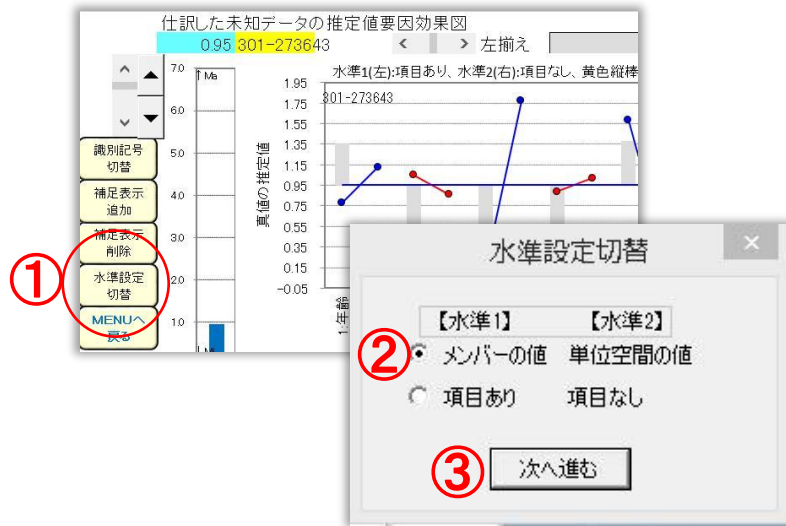 仕訳した未知データの推定値要因効果図
0.95 301-273643
左揃え
水準1(左):項目あり、水準2(右):項目なし、黄色縦棒
301-273643
真値の推定値
1.95
1.75
1.55
1.35
1.15
0.95
0.75
0.55
0.35
0.15
-0.05
1.年齢
↑Ma
7.0
6.0
5.0
4.0
3.0
2.0
1.0
識別記号
切替
補足表示
追加
補足表示
削除
水準設定
切替
MENUへ
戻る
①
水準設定切替
×
【水準1】 【水準2】
② メンバーの値 単位空間の値
項目あり 項目なし
③ 次へ進む